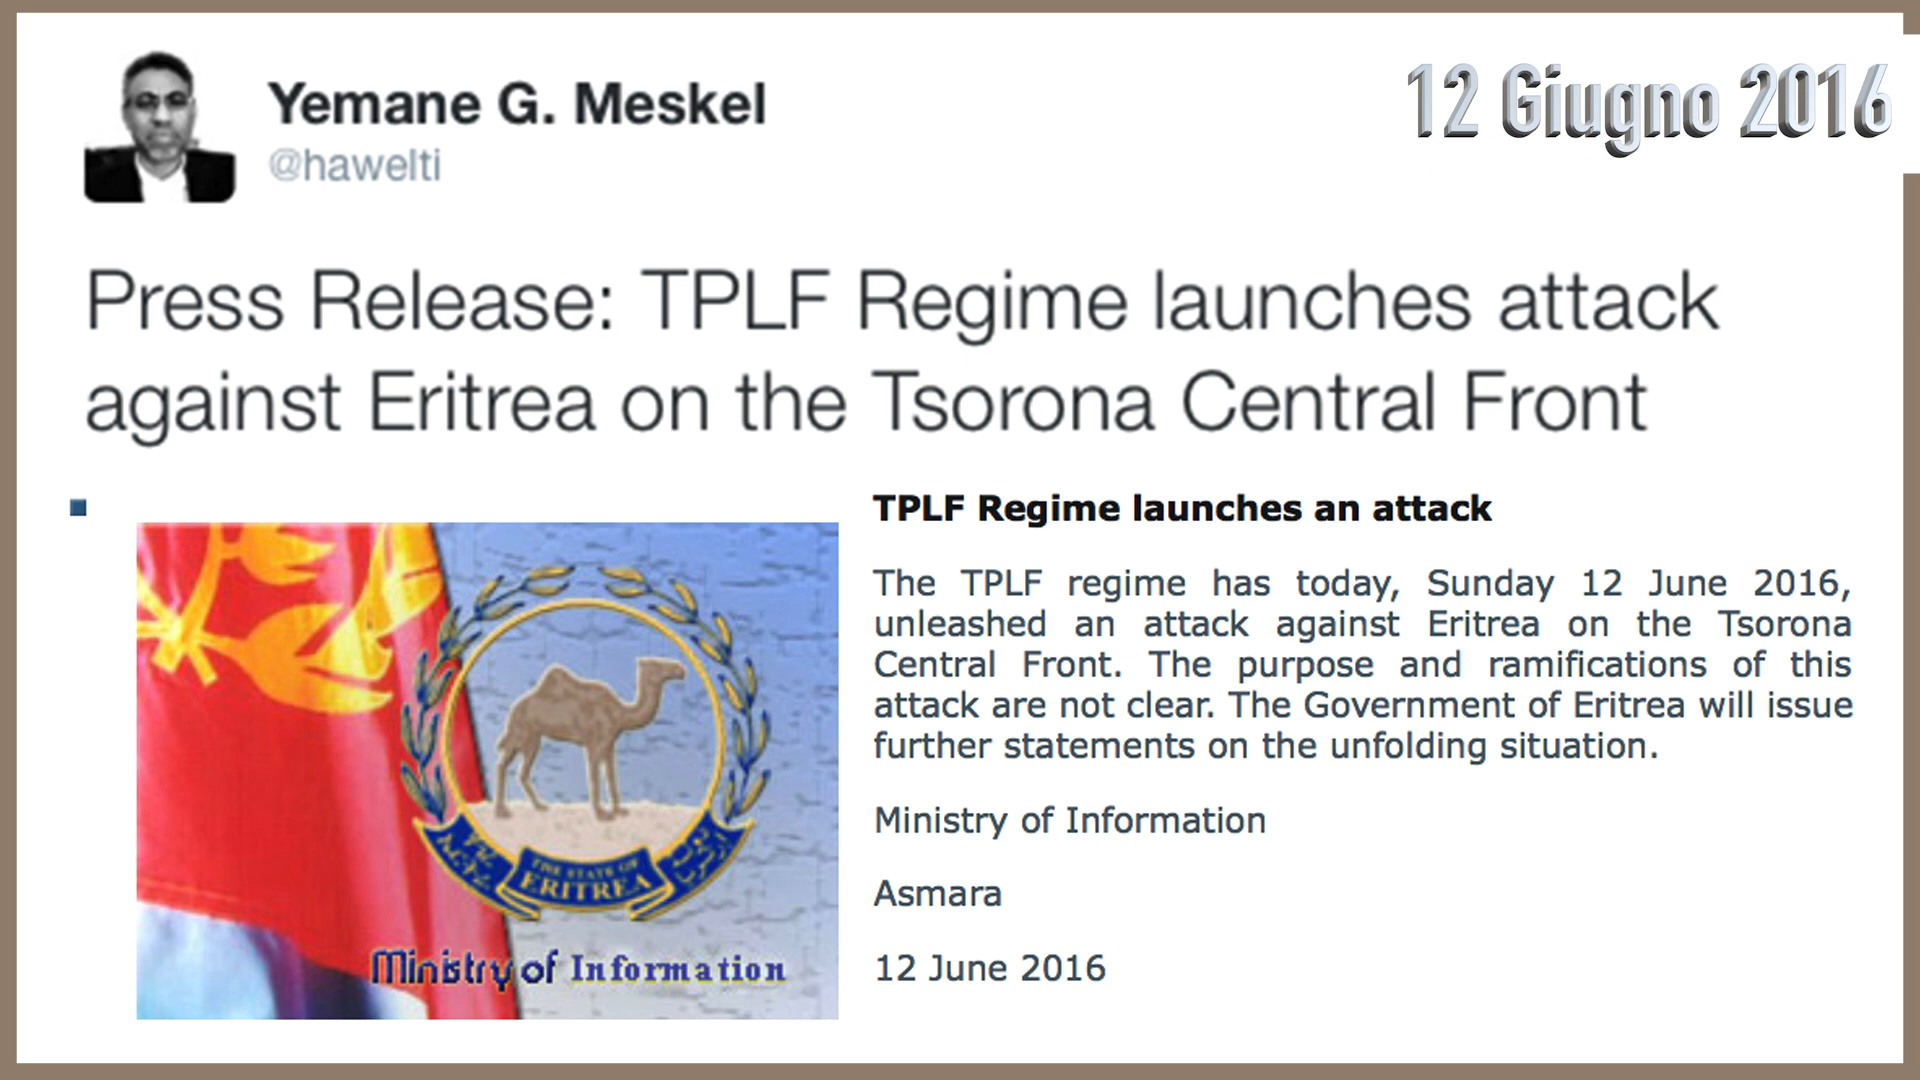 Yemane G. Meskel
@hawelti
12 Giugno 2016
Press Release: TPLF Regime launches attack
against Eritrea on the Tsorona Central Front
TPLF Regime launches an attack
The TPLF regime has today, Sunday 12 June 2016,
unleashed an attack against Eritrea on the Tsorona
Central Front. The purpose and ramifications of this
attack are not clear. The Government of Eritrea will issue
further statements on the unfolding situation.
Ministry of Information
Asmara
12 June 2016
THE STATE OF
ERITREA
Ministry of Information